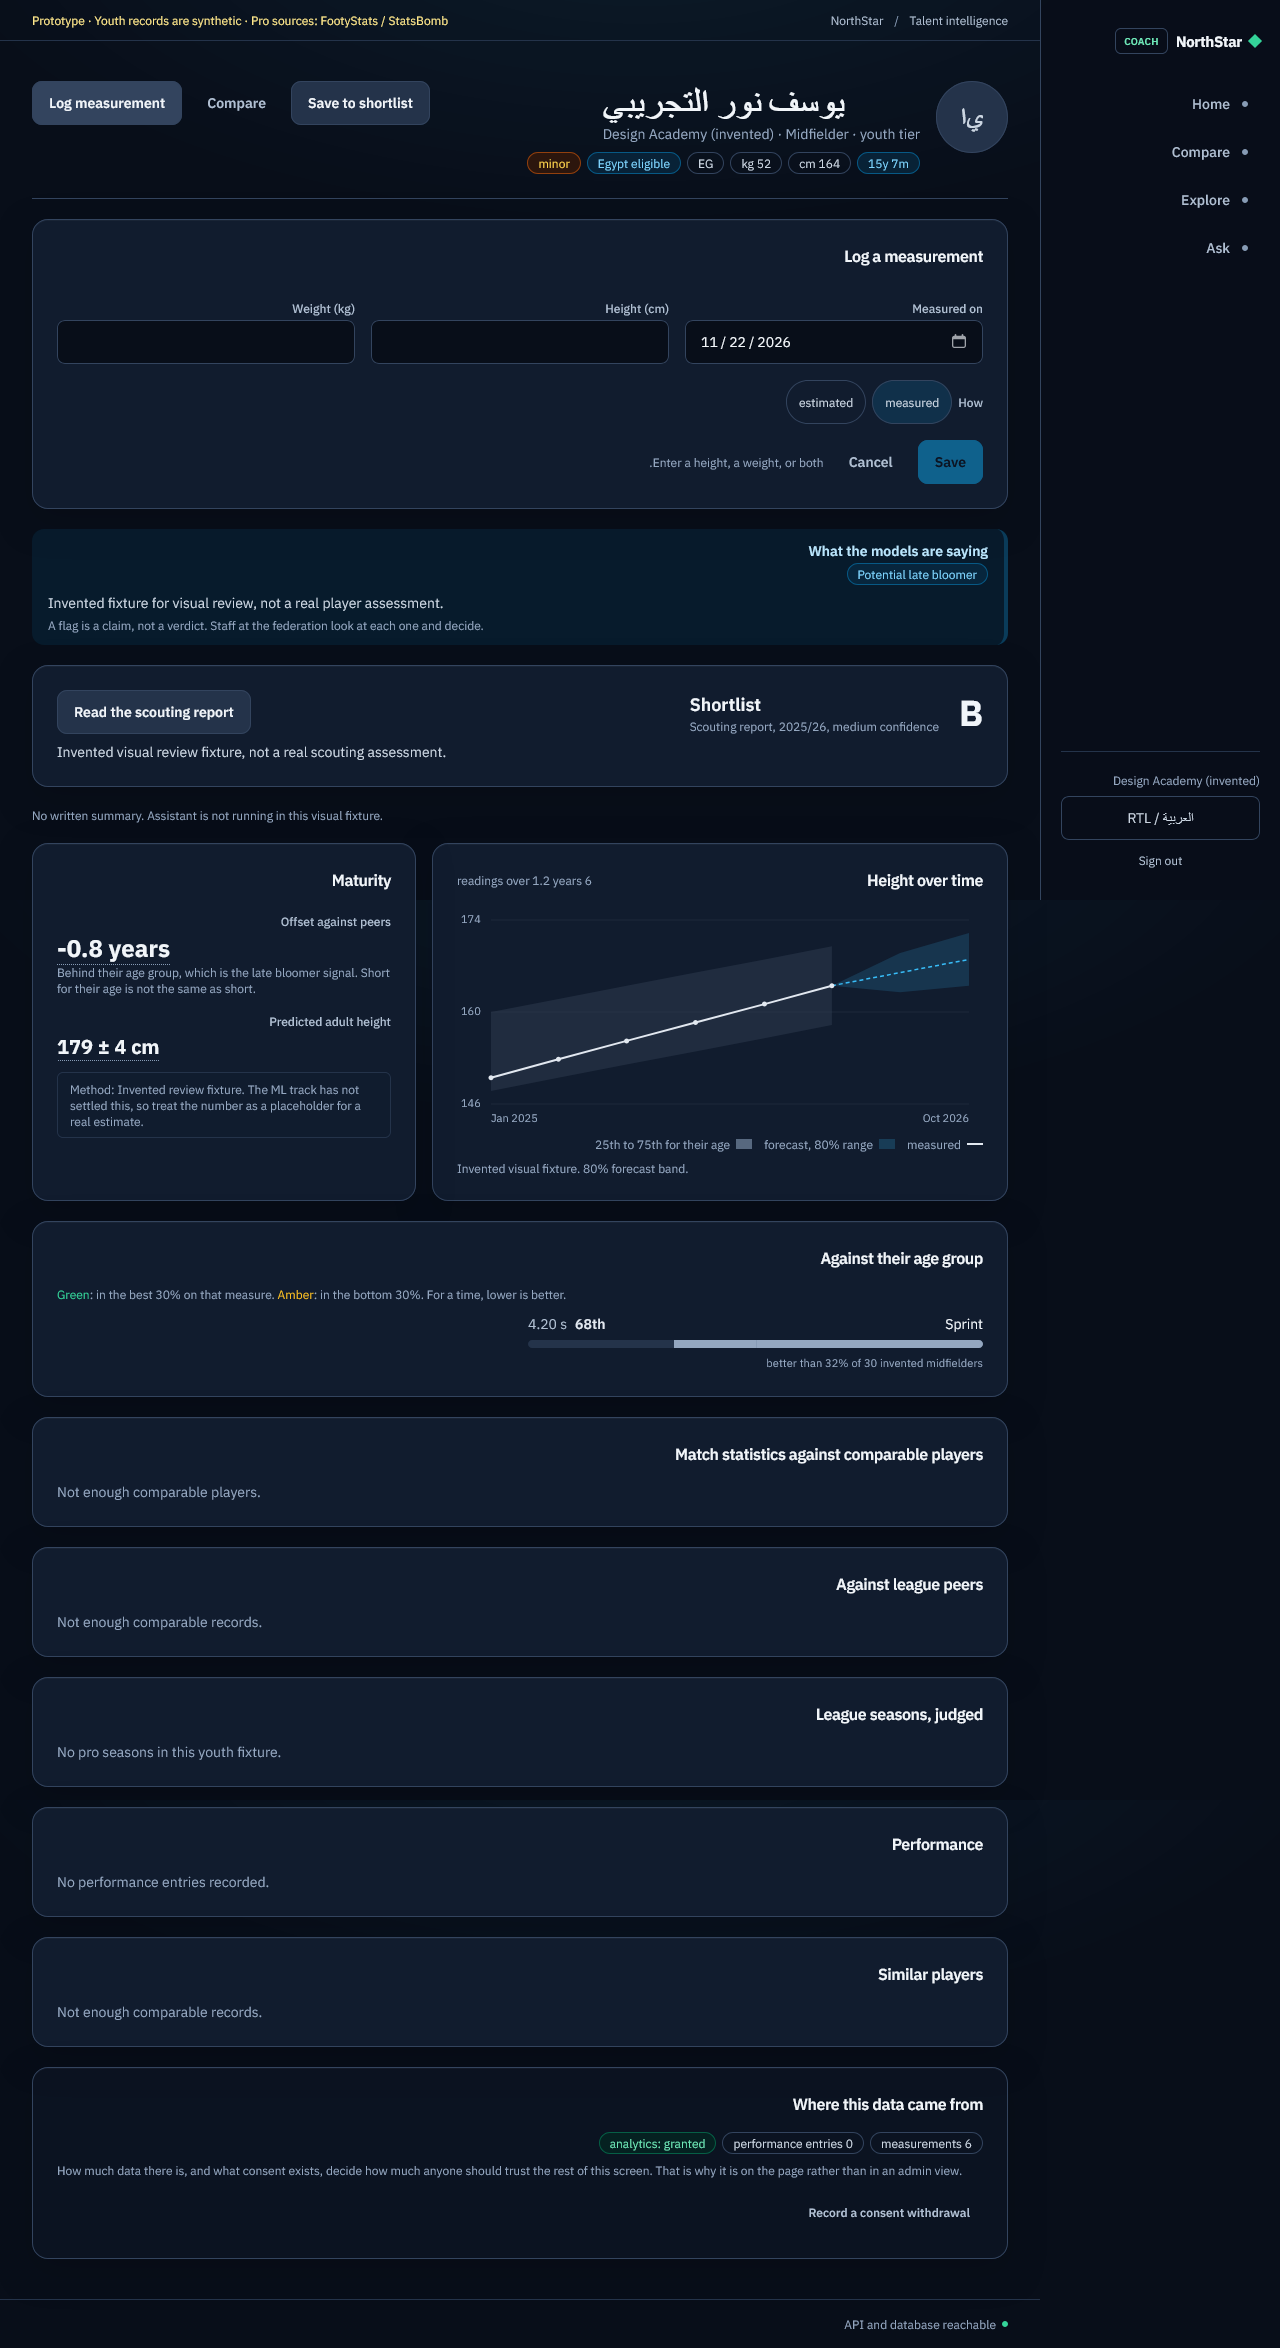 Prototype · Youth records are synthetic · Pro sources: FootyStats / StatsBomb
NorthStar / Talent intelligence
COACH NorthStar
Home
Compare
Explore
Ask
Design Academy (invented)
RTL / العربية
Sign out
يا
يوسف نور التجريبي
Design Academy (invented) · Midfielder · youth tier
minor Egypt eligible EG kg 52 cm 164 15y 7m
Log measurement Compare Save to shortlist
Log a measurement
Measured on
11 / 22 / 2026
Height (cm)
Weight (kg)
How measured estimated
Save Cancel .Enter a height, a weight, or both
What the models are saying
Potential late bloomer
Invented fixture for visual review, not a real player assessment.
A flag is a claim, not a verdict. Staff at the federation look at each one and decide.
B
Shortlist
Scouting report, 2025/26, medium confidence
Read the scouting report
Invented visual review fixture, not a real scouting assessment.
No written summary. Assistant is not running in this visual fixture.
Height over time
readings over 1.2 years 6
174
160
146
Jan 2025 Oct 2026
25th to 75th for their age forecast, 80% range measured
Invented visual fixture. 80% forecast band.
Maturity
Offset against peers
-0.8 years
Behind their age group, which is the late bloomer signal. Short
for their age is not the same as short.
Predicted adult height
179 ± 4 cm
Method: Invented review fixture. The ML track has not
settled this, so treat the number as a placeholder for a
real estimate.
Against their age group
Green: in the best 30% on that measure. Amber: in the bottom 30%. For a time, lower is better.
4.20 s 68th Sprint
better than 32% of 30 invented midfielders
Match statistics against comparable players
Not enough comparable players.
Against league peers
Not enough comparable records.
League seasons, judged
No pro seasons in this youth fixture.
Performance
No performance entries recorded.
Similar players
Not enough comparable records.
Where this data came from
analytics: granted performance entries 0 measurements 6
How much data there is, and what consent exists, decide how much anyone should trust the rest of this screen. That is why it is on the page rather than in an admin view.
Record a consent withdrawal
API and database reachable